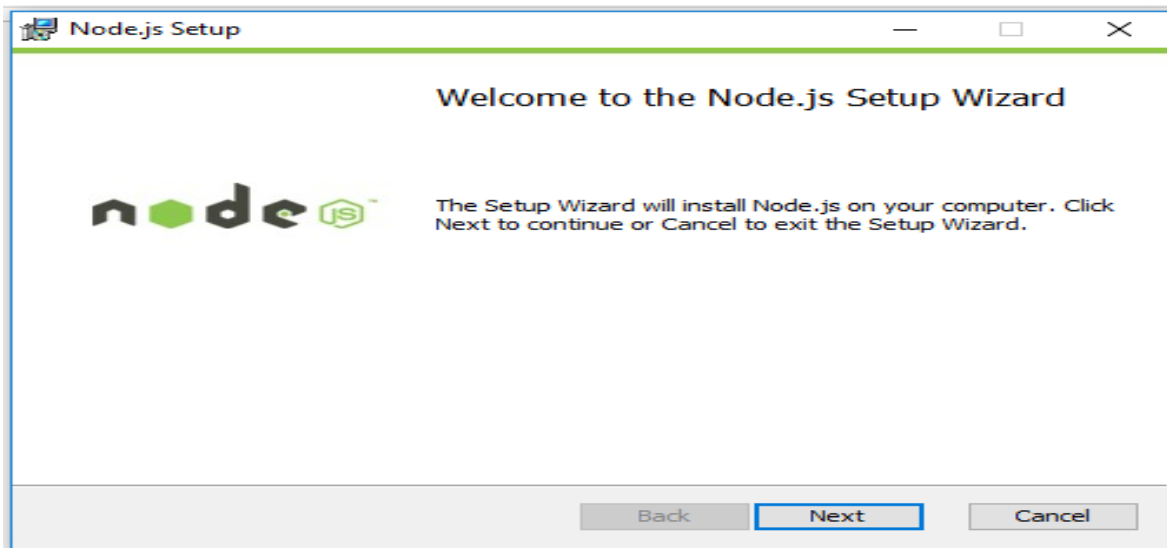 Node.js Setup
Welcome to the Node.js Setup Wizard
node JS™
The Setup Wizard will install Node.js on your computer. Click
Next to continue or Cancel to exit the Setup Wizard.
Back Next Cancel